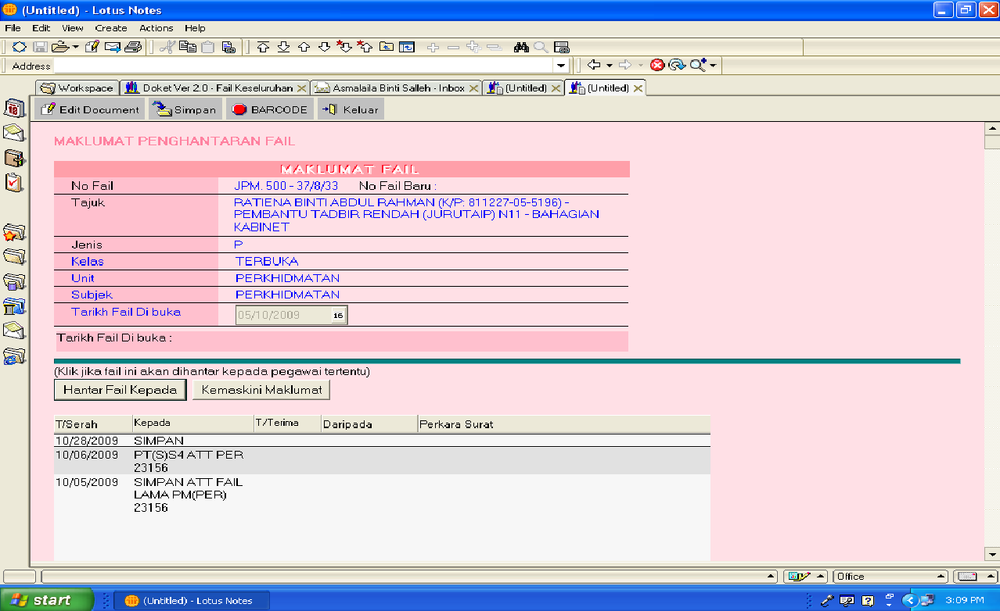 (Untitled) - Lotus Notes
File Edit View Create Actions Help
Address
Workspace Doket Ver 2.0 - Fail Keseluruhan Asmalaila Binti Salleh - Inbox (Untitled) (Untitled)
Edit Document Simpan BARCODE Keluar
MAKLUMAT PENGHANTARAN FAIL
MAKLUMAT FAIL
No Fail JPM. 500 - 37/8/33 No Fail Baru :
Tajuk RATIENA BINTI ABDUL RAHMAN (K/P: 811227-05-5196) -
PEMBANTU TADBIR RENDAH (JURUTAIP) N11 - BAHAGIAN
KABINET
Jenis P
Kelas TERBUKA
Unit PERKHIDMATAN
Subjek PERKHIDMATAN
Tarikh Fail Di buka 05/10/2009 16
Tarikh Fail Di buka :
(Klik jika fail ini akan dihantar kepada pegawai tertentu)
Hantar Fail Kepada Kemaskini Maklumat
T/Serah Kepada T/Terima Daripada Perkara Surat
10/28/2009 SIMPAN
10/06/2009 PT(S)S4 ATT PER
23156
10/05/2009 SIMPAN ATT FAIL
LAMA PM(PER)
23156
Office
start (Untitled) - Lotus Notes 3:09 PM